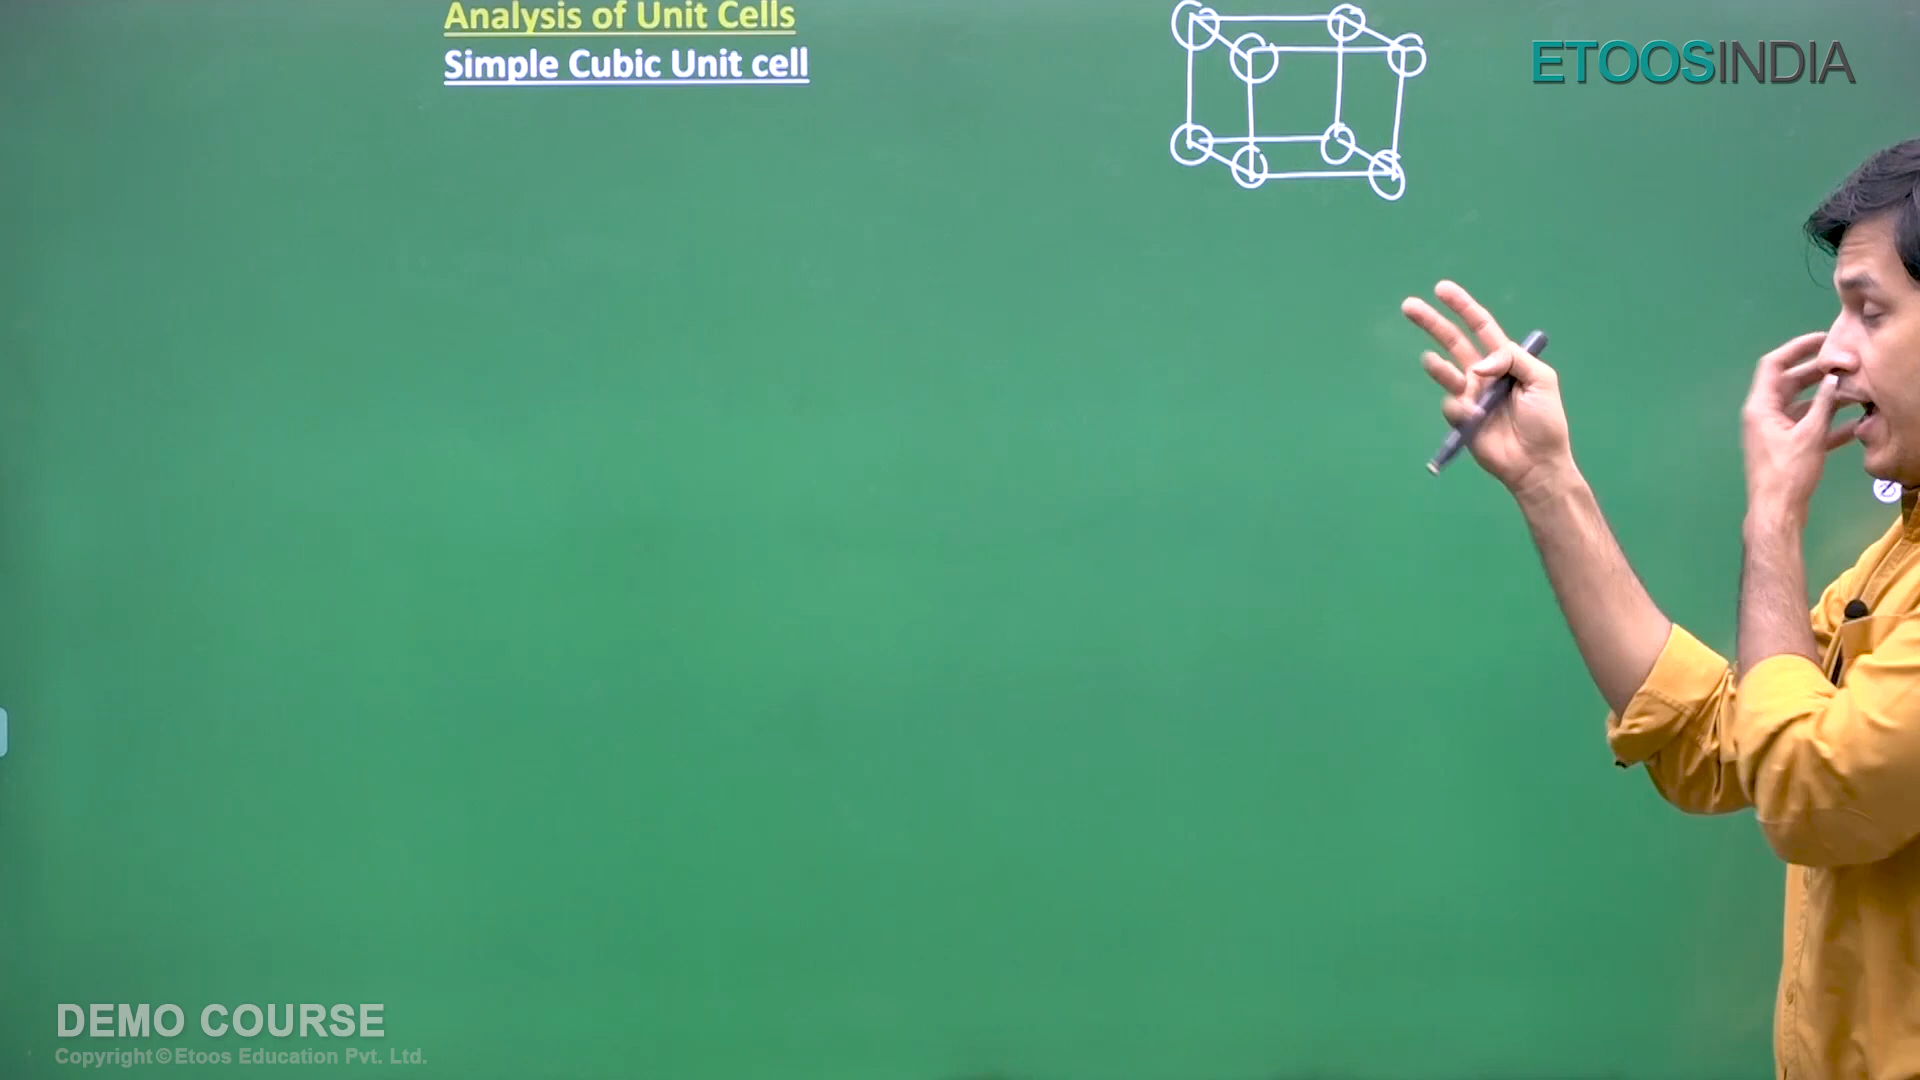 Analysis of Unit Cells
Simple Cubic Unit cell
ETOOSINDIA
DEMO COURSE
Copyright©Etoos Education Pvt. Ltd.